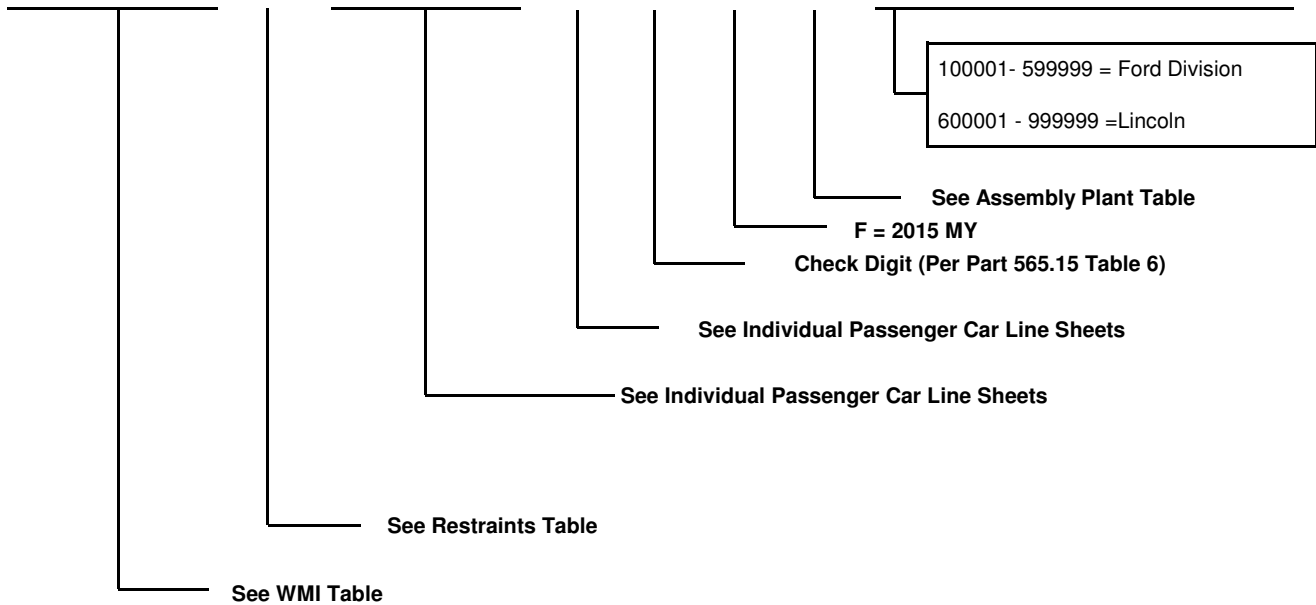 100001- 599999 = Ford Division
600001 - 999999 =Lincoln
See Assembly Plant Table
F = 2015 MY
Check Digit (Per Part 565.15 Table 6)
See Individual Passenger Car Line Sheets
See Individual Passenger Car Line Sheets
See Restraints Table
See WMI Table